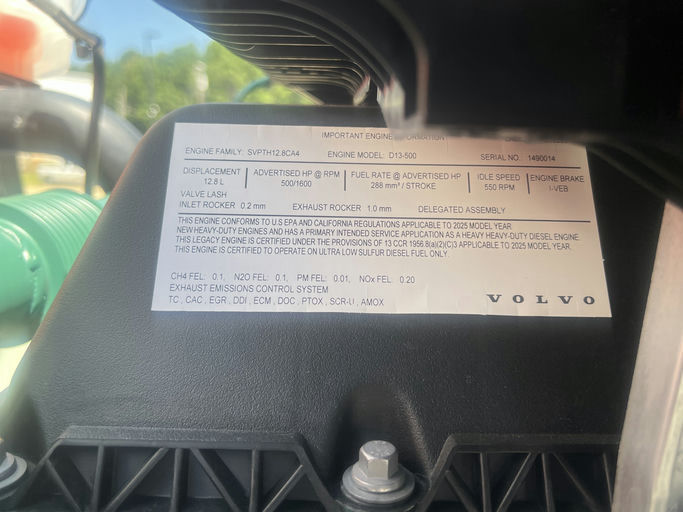 IMPORTANT ENGINE INFORMATION
ENGINE FAMILY: SVPTH12.8CA4 ENGINE MODEL: D13-500 SERIAL NO: 1490014
DISPLACEMENT ADVERTISED HP @ RPM FUEL RATE @ ADVERTISED HP IDLE SPEED ENGINE BRAKE
12.8 L 500/1600 288 mm³ / STROKE 550 RPM I-VEB
VALVE LASH
INLET ROCKER 0.2 mm EXHAUST ROCKER 1.0 mm DELEGATED ASSEMBLY
THIS ENGINE CONFORMS TO U.S EPA AND CALIFORNIA REGULATIONS APPLICABLE TO 2025 MODEL YEAR
NEW HEAVY-DUTY ENGINES AND HAS A PRIMARY INTENDED SERVICE APPLICATION AS A HEAVY HEAVY-DUTY DIESEL ENGINE.
THIS LEGACY ENGINE IS CERTIFIED UNDER THE PROVISIONS OF 13 CCR 1956.8(a)(2)(C)3 APPLICABLE TO 2025 MODEL YEAR.
THIS ENGINE IS CERTIFIED TO OPERATE ON ULTRA LOW SULFUR DIESEL FUEL ONLY.
CH4 FEL: 0.1, N2O FEL: 0.1, PM FEL: 0.01, NOx FEL: 0.20
EXHAUST EMISSIONS CONTROL SYSTEM
TC , CAC , EGR , DDI , ECM , DOC , PTOX , SCR-U , AMOX
VOLVO